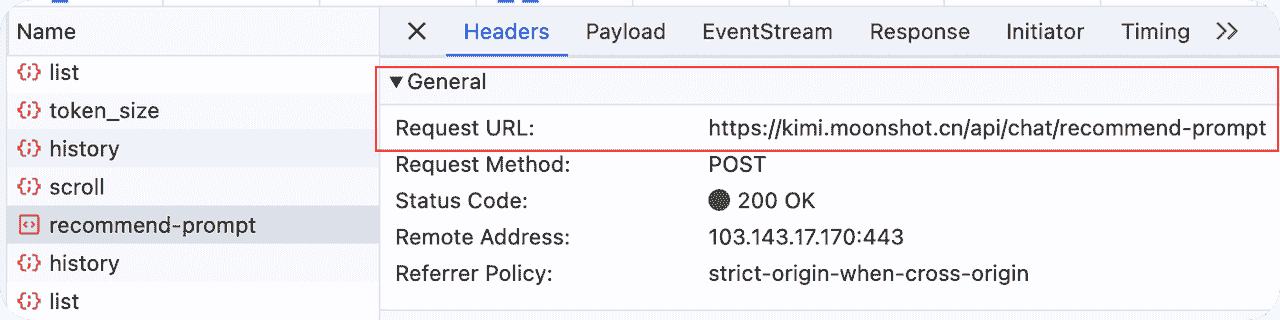 Name
list
token_size
history
scroll
recommend-prompt
history
list
Headers Payload EventStream Response Initiator Timing
General
Request URL: https://kimi.moonshot.cn/api/chat/recommend-prompt
Request Method: POST
Status Code: 200 OK
Remote Address: 103.143.17.170:443
Referrer Policy: strict-origin-when-cross-origin